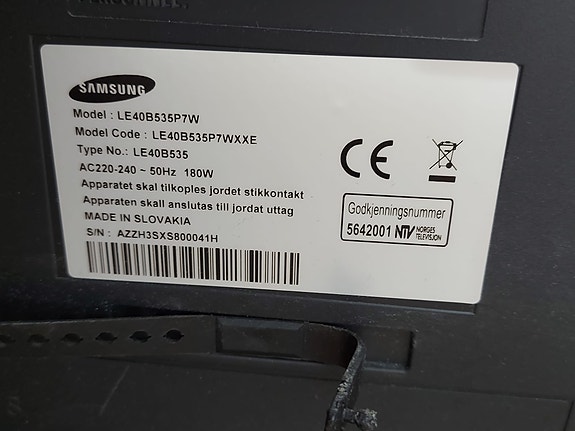 SAMSUNG
Model : LE40B535P7W
Model Code : LE40B535P7WXXE
Type No.: LE40B535
AC220-240 ~ 50Hz 180W
Apparatet skal tilkoples jordet stikkontakt
Apparaten skall anslutas till jordat uttag
MADE IN SLOVAKIA
S/N : AZZH3SXS800041H
CE
Godkjenningsnummer
5642001 NTV NORGES
TELEVISJON